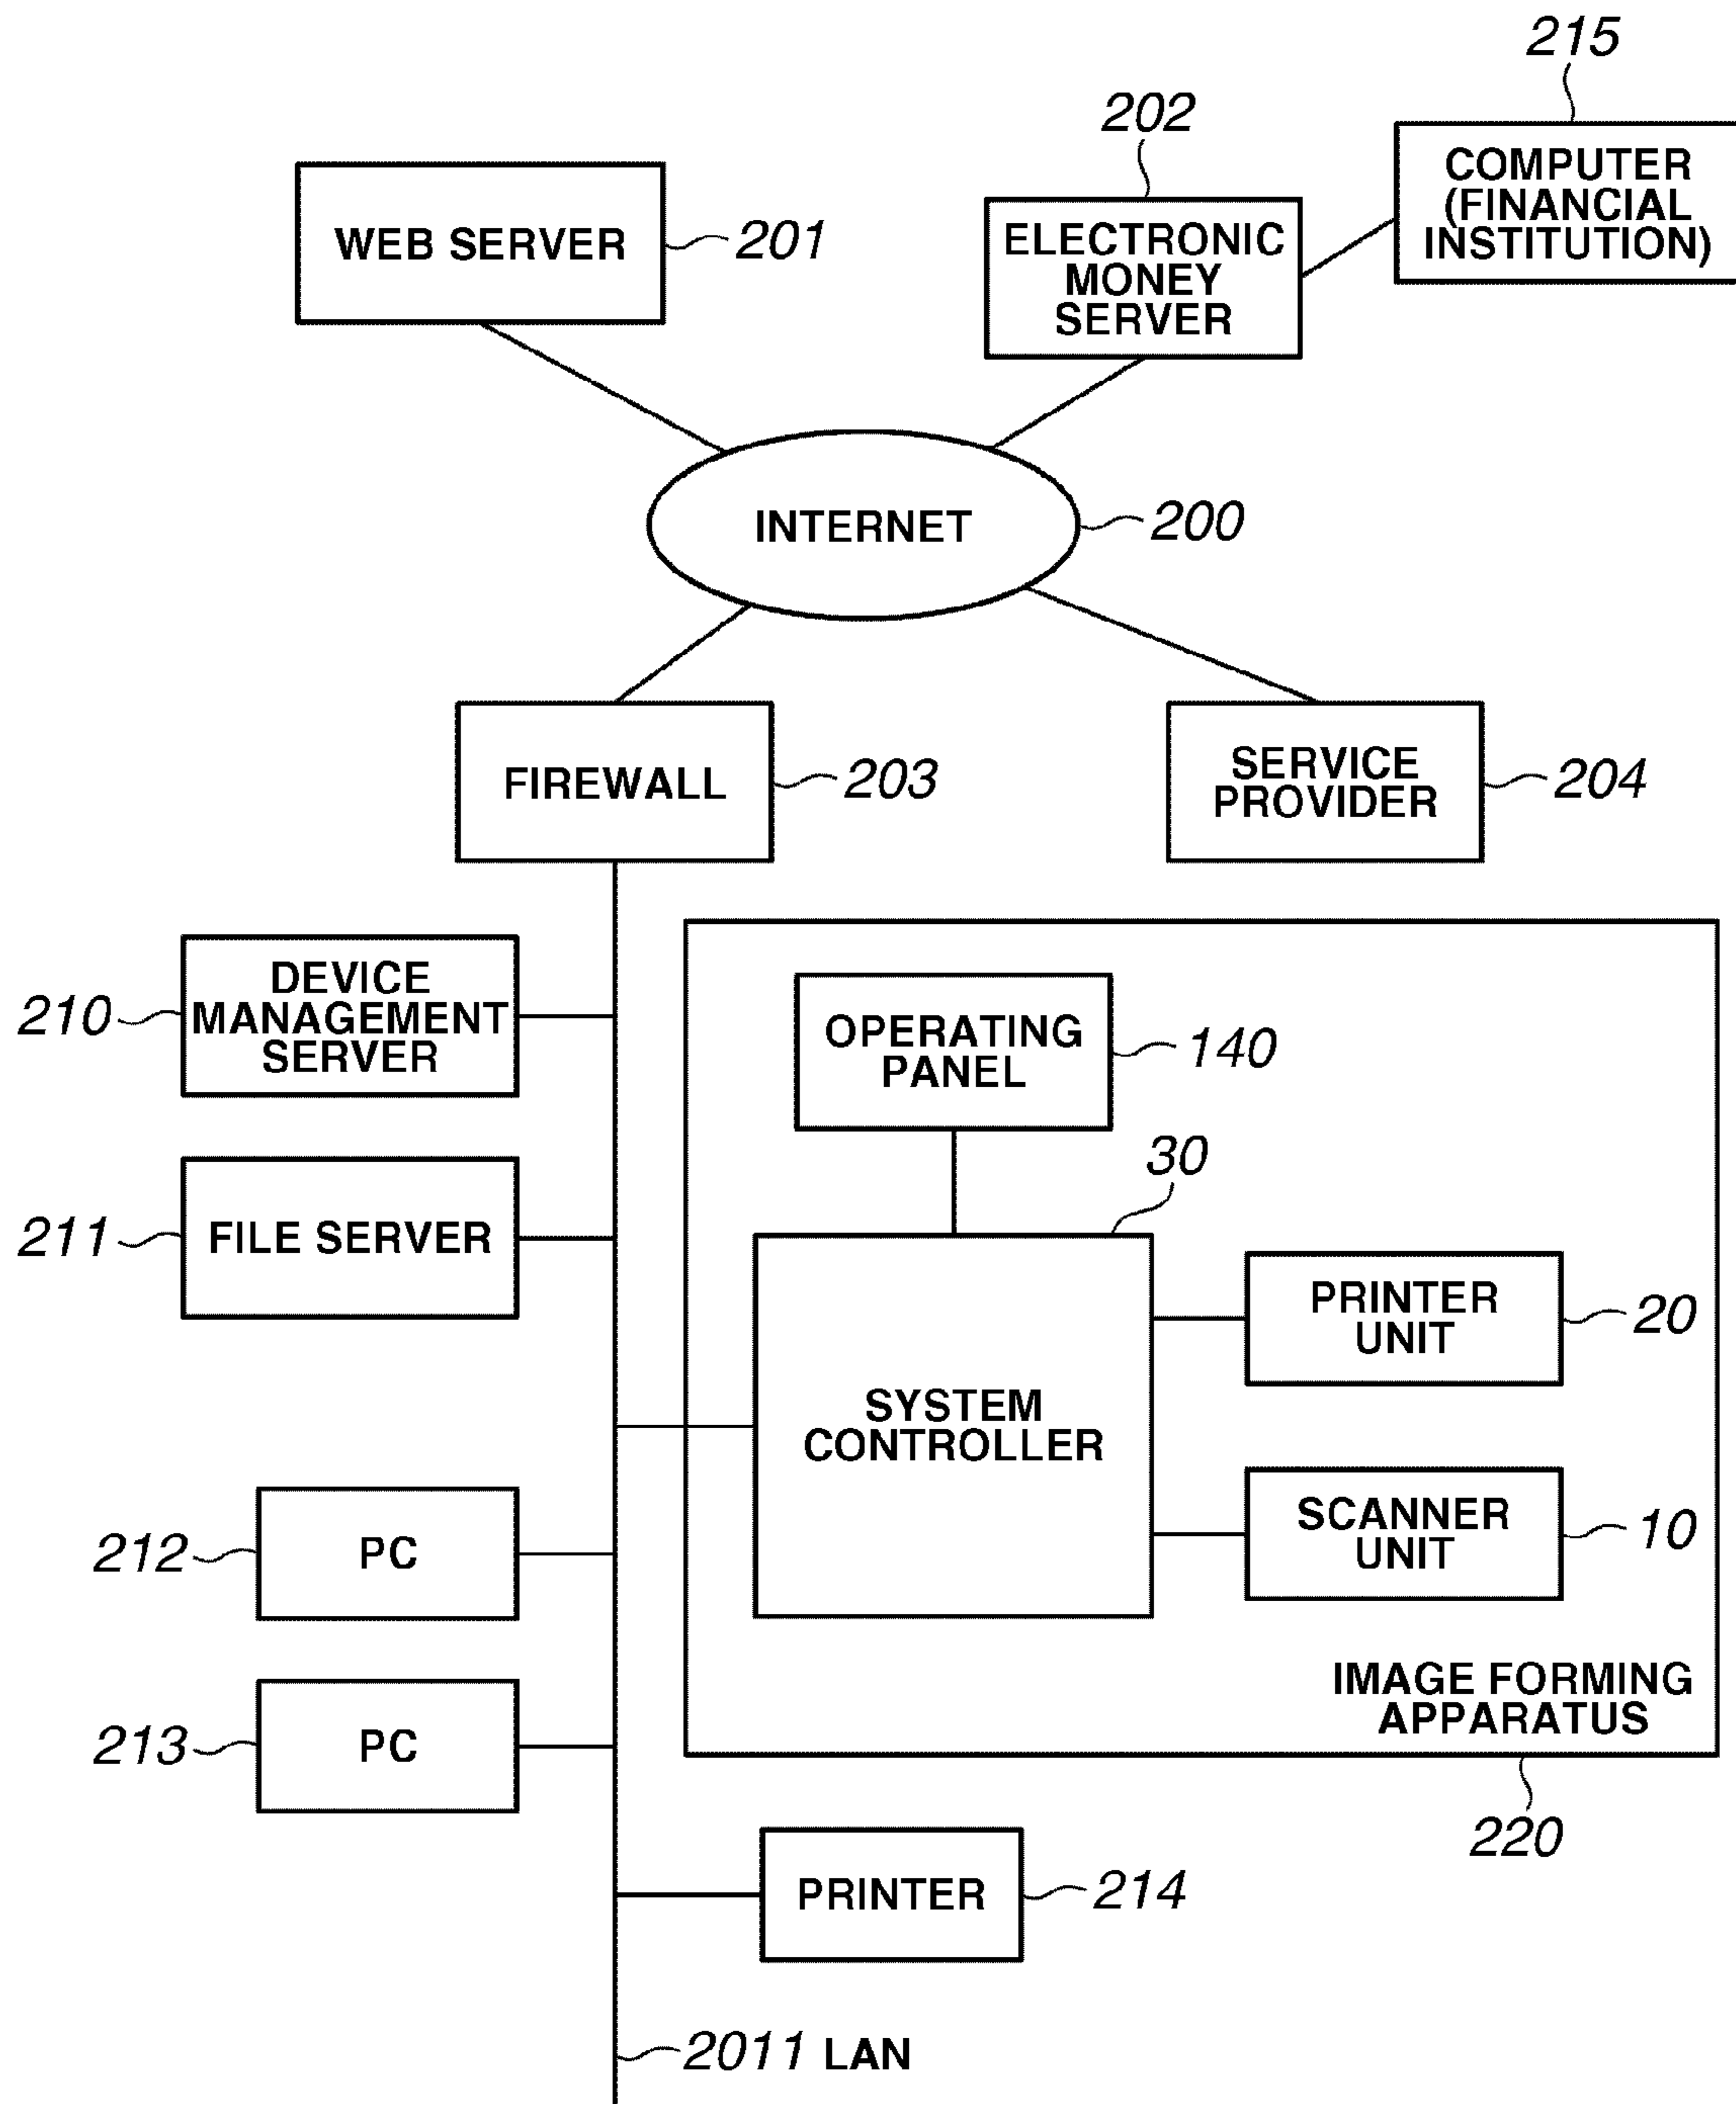 215
202
COMPUTER
(FINANCIAL
INSTITUTION)
WEB SERVER
201
ELECTRONIC
MONEY
SERVER
INTERNET
200
FIREWALL
203
SERVICE
PROVIDER
204
210
DEVICE
MANAGEMENT
SERVER
OPERATING
PANEL
140
30
211
FILE SERVER
PRINTER
UNIT
20
SYSTEM
CONTROLLER
SCANNER
UNIT
10
212
PC
IMAGE FORMING
APPARATUS
213
PC
220
PRINTER
214
2011 LAN